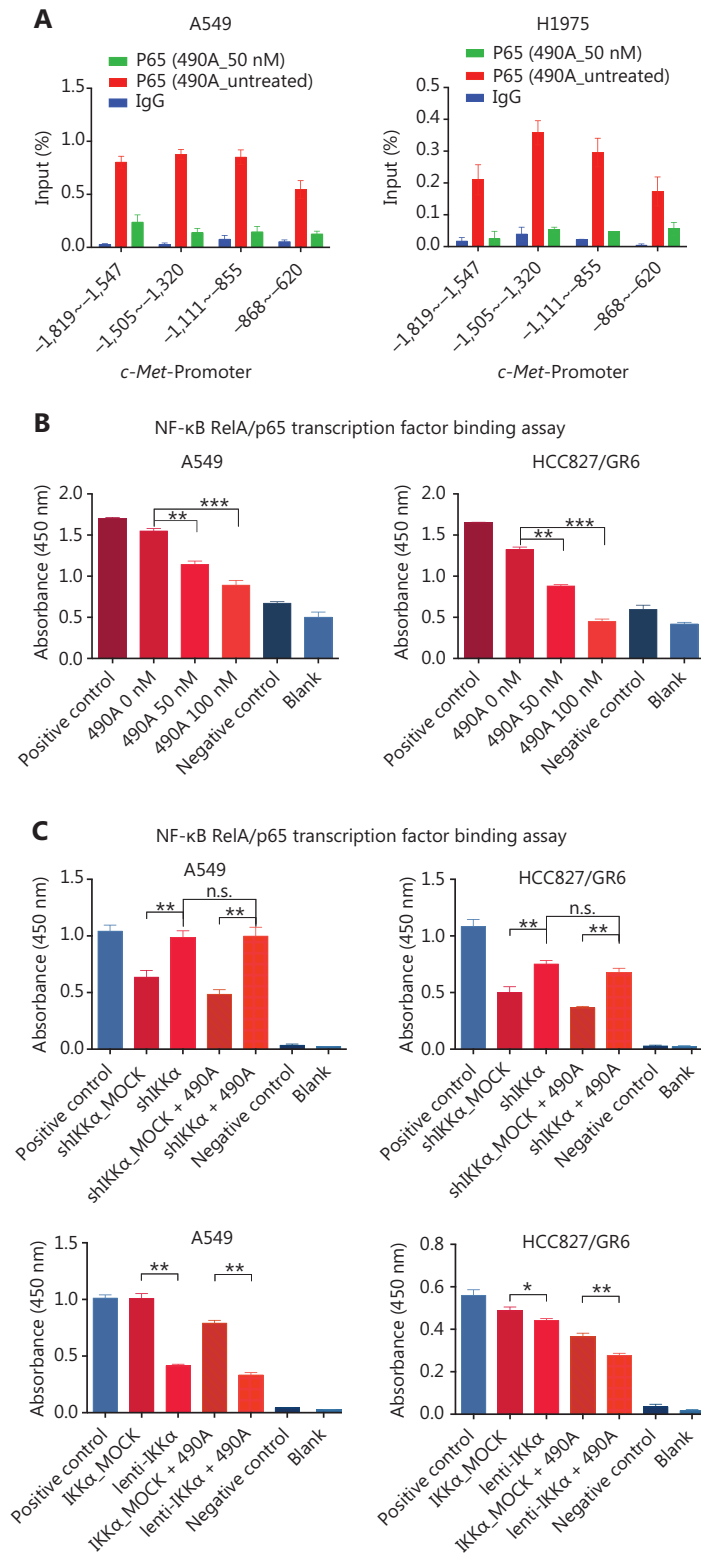 A
A549
P65 (490A_50 nM)
P65 (490A_untreated)
IgG
Input (%)
1.5
1.0
0.5
0.0
–1,819~–1,547
–1,505~–1,320
–1,111~–855
–868~–620
c-Met-Promoter
H1975
P65 (490A_50 nM)
P65 (490A_untreated)
IgG
Input (%)
0.5
0.4
0.3
0.2
0.1
0.0
–1,819~–1,547
–1,505~–1,320
–1,111~–855
–868~–620
c-Met-Promoter
B
NF-κB RelA/p65 transcription factor binding assay
A549
Absorbance (450 nm)
2.0
1.5
1.0
0.5
0.0
***
**
Positive control
490A 0 nM
490A 50 nM
490A 100 nM
Negative control
Blank
HCC827/GR6
Absorbance (450 nm)
2.0
1.5
1.0
0.5
0.0
***
**
Positive control
490A 0 nM
490A 50 nM
490A 100 nM
Negative control
Blank
C
NF-κB RelA/p65 transcription factor binding assay
A549
Absorbance (450 nm)
1.5
1.0
0.5
0.0
n.s.
**
**
Positive control
shIKKα_MOCK
shIKKα
shIKKα_MOCK + 490A
shIKKα + 490A
Negative control
Blank
HCC827/GR6
Absorbance (450 nm)
1.5
1.0
0.5
0.0
n.s.
**
**
Positive control
shIKKα_MOCK
shIKKα
shIKKα_MOCK + 490A
shIKKα + 490A
Negative control
Bank
A549
Absorbance (450 nm)
1.5
1.0
0.5
0.0
**
**
Positive control
IKKα_MOCK
lenti-IKKα
IKKα_MOCK + 490A
lenti-IKKα + 490A
Negative control
Blank
HCC827/GR6
Absorbance (450 nm)
0.8
0.6
0.4
0.2
0.0
*
**
Positive control
IKKα_MOCK
lenti-IKKα
IKKα_MOCK + 490A
lenti-IKKα + 490A
Negative control
Blank